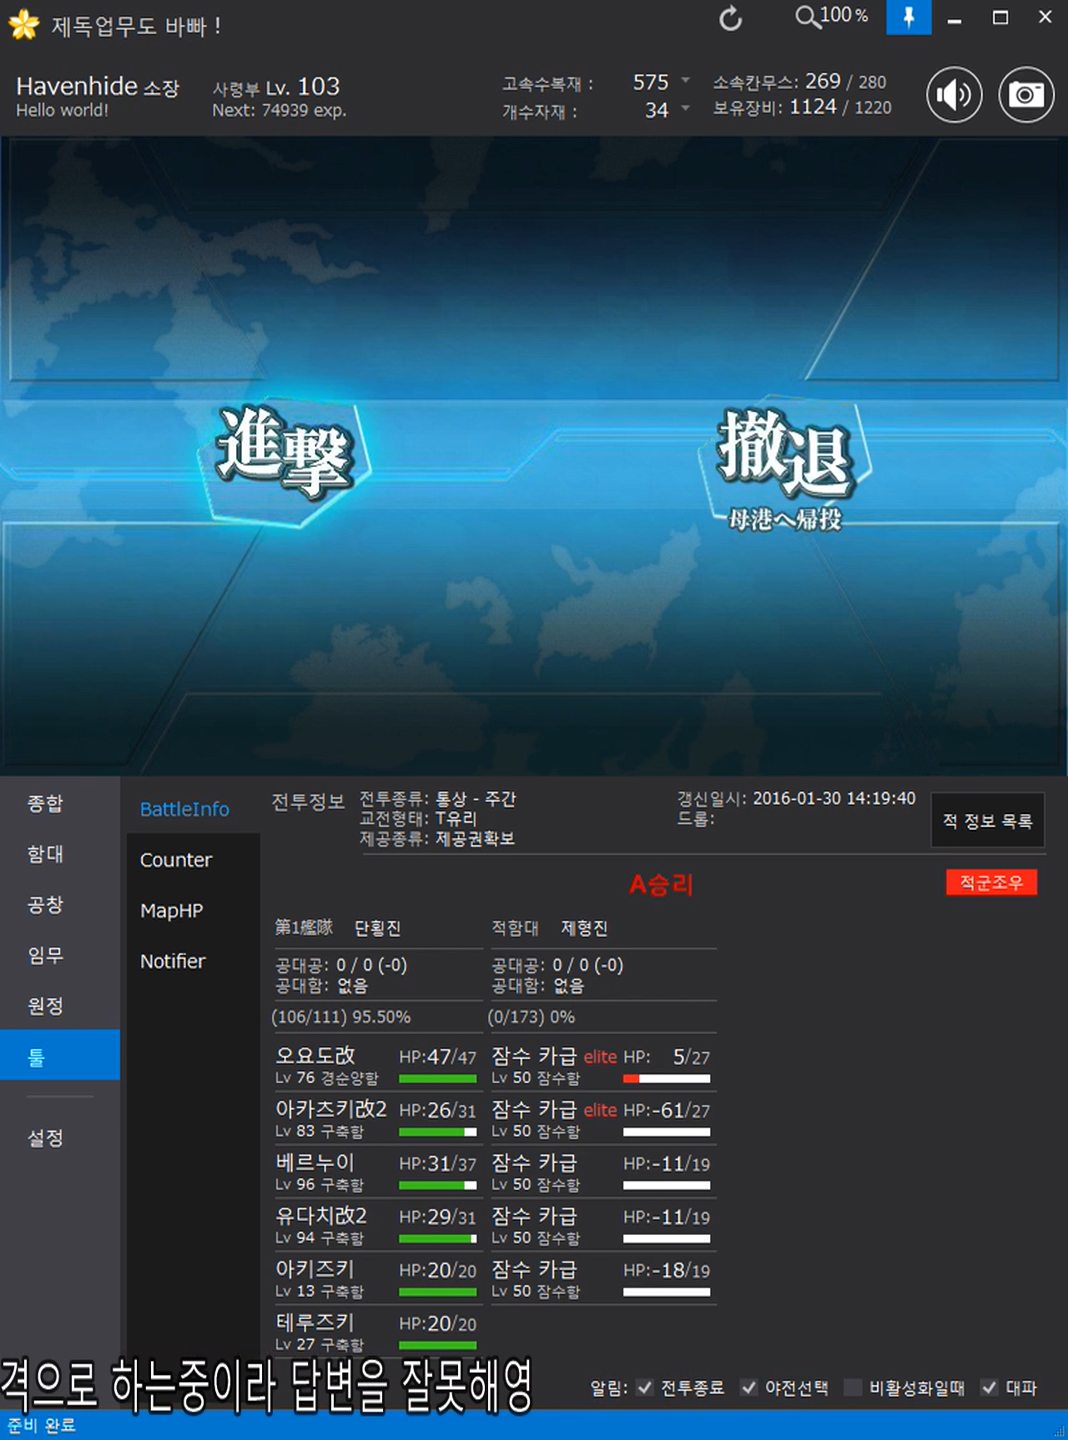 제독업무도 바빠 !
100 %
Havenhide 소장
사령부 Lv. 103
고속수복재 : 575
소속칸무스: 269 / 280
Hello world!
Next: 74939 exp.
개수자재 : 34
보유장비: 1124 / 1220
進撃
撤退
母港へ帰投
종합
함대
공창
임무
원정
툴
설정
BattleInfo
Counter
MapHP
Notifier
전투정보
전투종류: 통상 - 주간
교전형태: T유리
제공종류: 제공권확보
갱신일시: 2016-01-30 14:19:40
드롭:
적 정보 목록
A승리
적군조우
第1艦隊 단횡진
적함대 제형진
공대공: 0 / 0 (-0)
공대함: 없음
공대공: 0 / 0 (-0)
공대함: 없음
(106/111) 95.50%
(0/173) 0%
오요도改 HP:47/47
Lv 76 경순양함
잠수 카급 elite HP: 5/27
Lv 50 잠수함
아카츠키改2 HP:26/31
Lv 83 구축함
잠수 카급 elite HP:-61/27
Lv 50 잠수함
베르누이 HP:31/37
Lv 96 구축함
잠수 카급 HP:-11/19
Lv 50 잠수함
유다치改2 HP:29/31
Lv 94 구축함
잠수 카급 HP:-11/19
Lv 50 잠수함
아키즈키 HP:20/20
Lv 13 구축함
잠수 카급 HP:-18/19
Lv 50 잠수함
테루즈키 HP:20/20
Lv 27 구축함
격으로 하는중이라 답변을 잘못해영
알림: 전투종료 야전선택 비활성화일때 대파
준비 완료